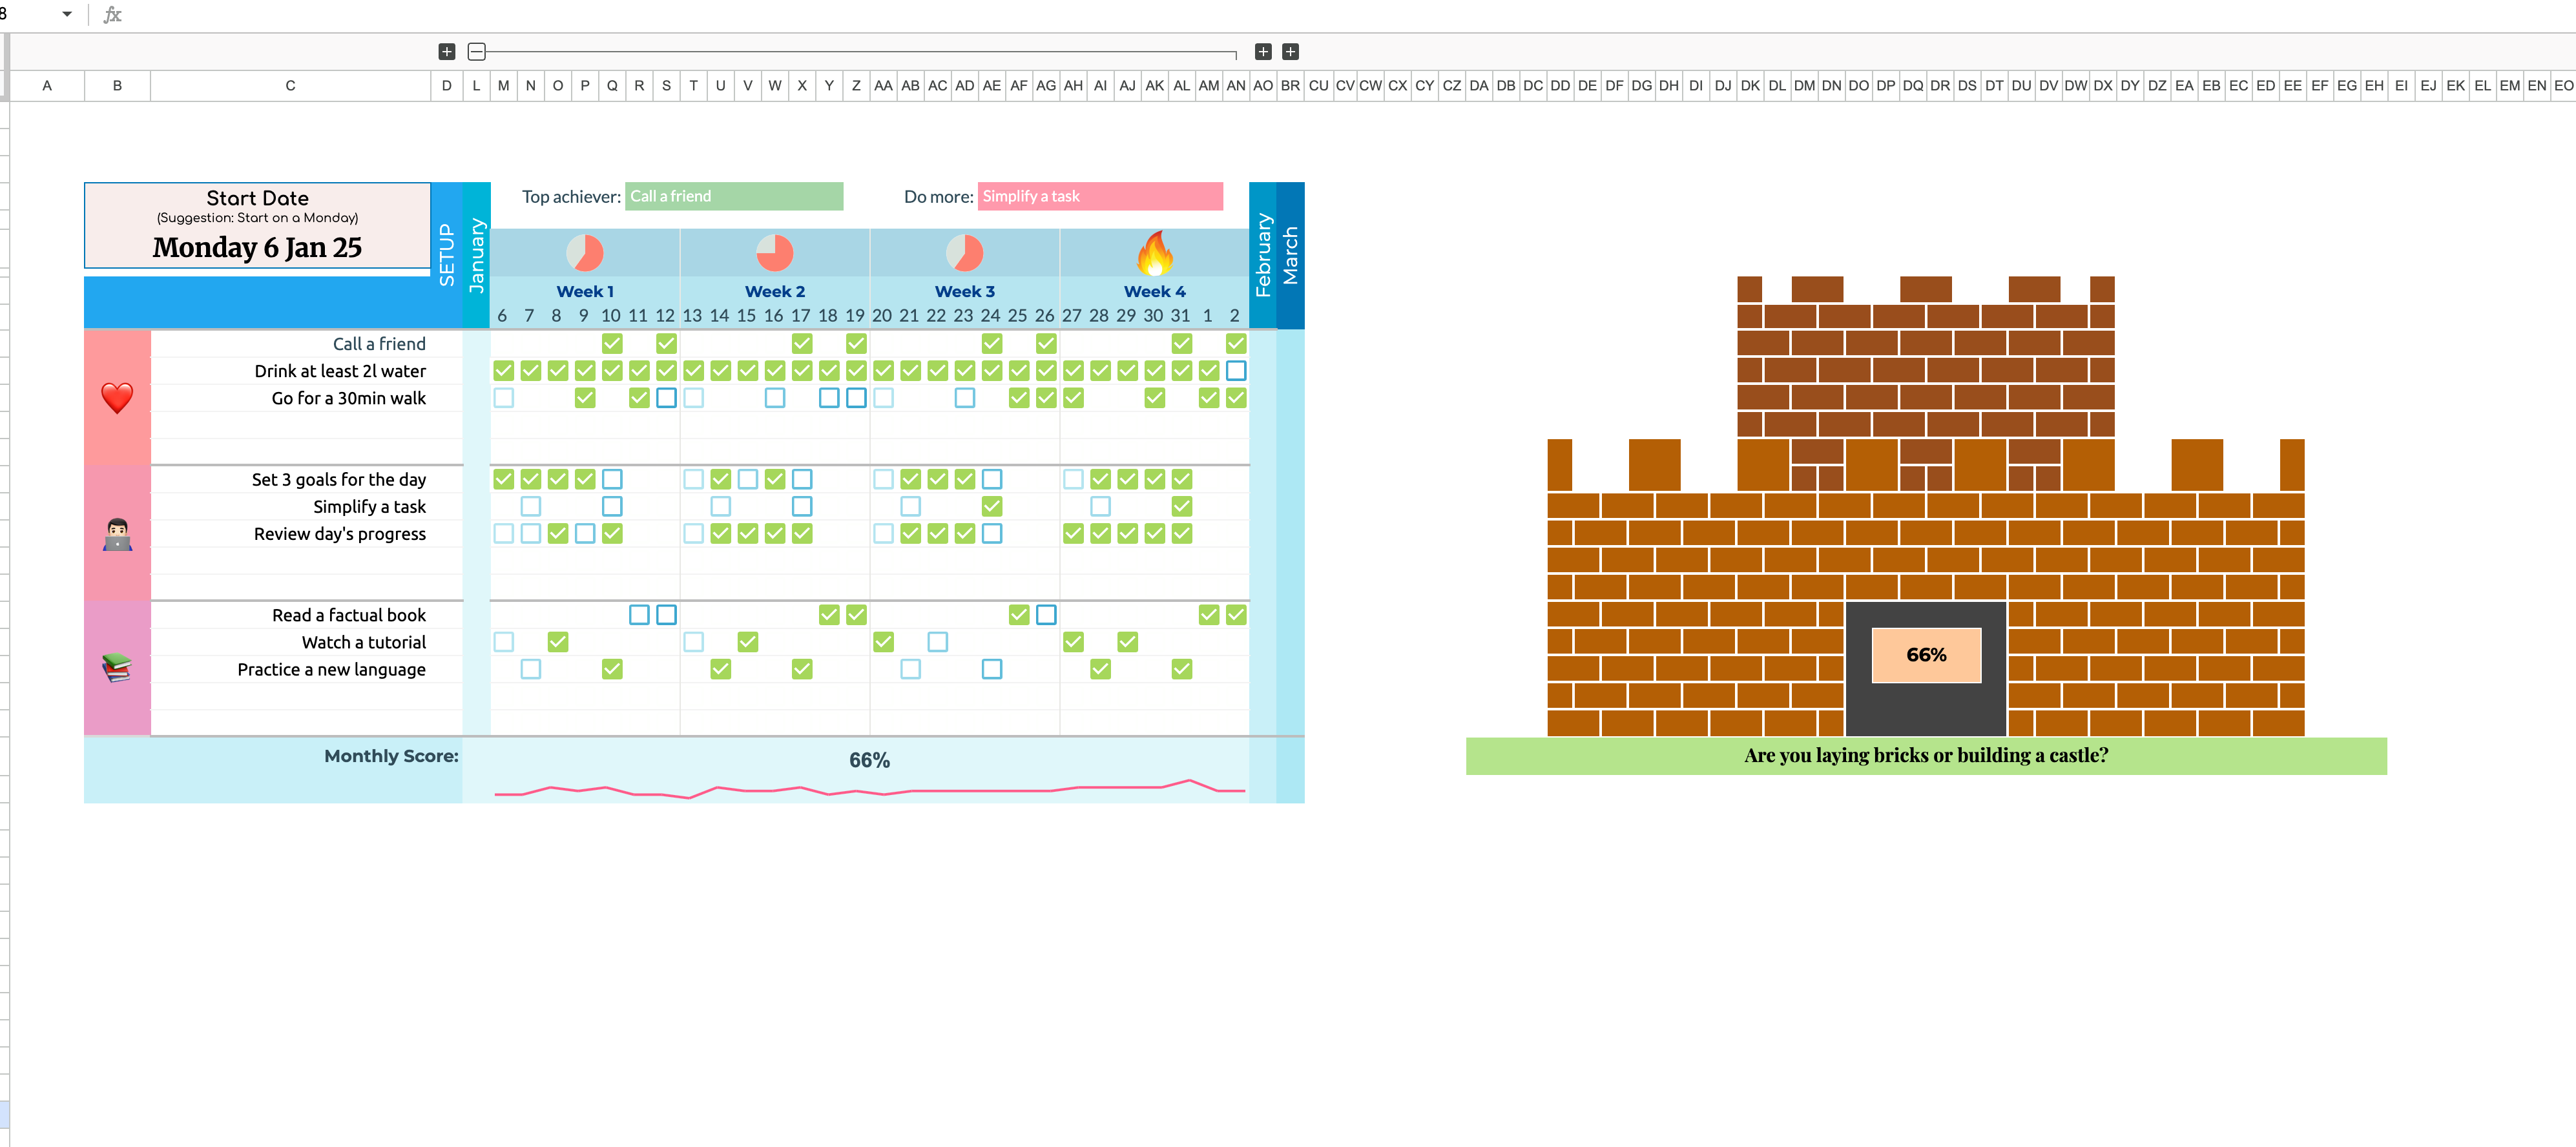 8
fx
A B C D L M N O P Q R S T U V W X Y Z AA AB AC AD AE AF AG AH AI AJ AK AL AM AN AO BR CU CV CW CX CY CZ DA DB DC DD DE DF DG DH DI DJ DK DL DM DN DO DP DQ DR DS DT DU DV DW DX DY DZ EA EB EC ED EE EF EG EH EI EJ EK EL EM EN EO
Start Date
(Suggestion: Start on a Monday)
Monday 6 Jan 25
SETUP
January
Top achiever: Call a friend
Do more: Simplify a task
February
March
Week 1 Week 2 Week 3 Week 4
6 7 8 9 10 11 12 13 14 15 16 17 18 19 20 21 22 23 24 25 26 27 28 29 30 31 1 2
Call a friend
Drink at least 2l water
Go for a 30min walk
Set 3 goals for the day
Simplify a task
Review day's progress
Read a factual book
Watch a tutorial
Practice a new language
Monthly Score: 66%
66%
Are you laying bricks or building a castle?